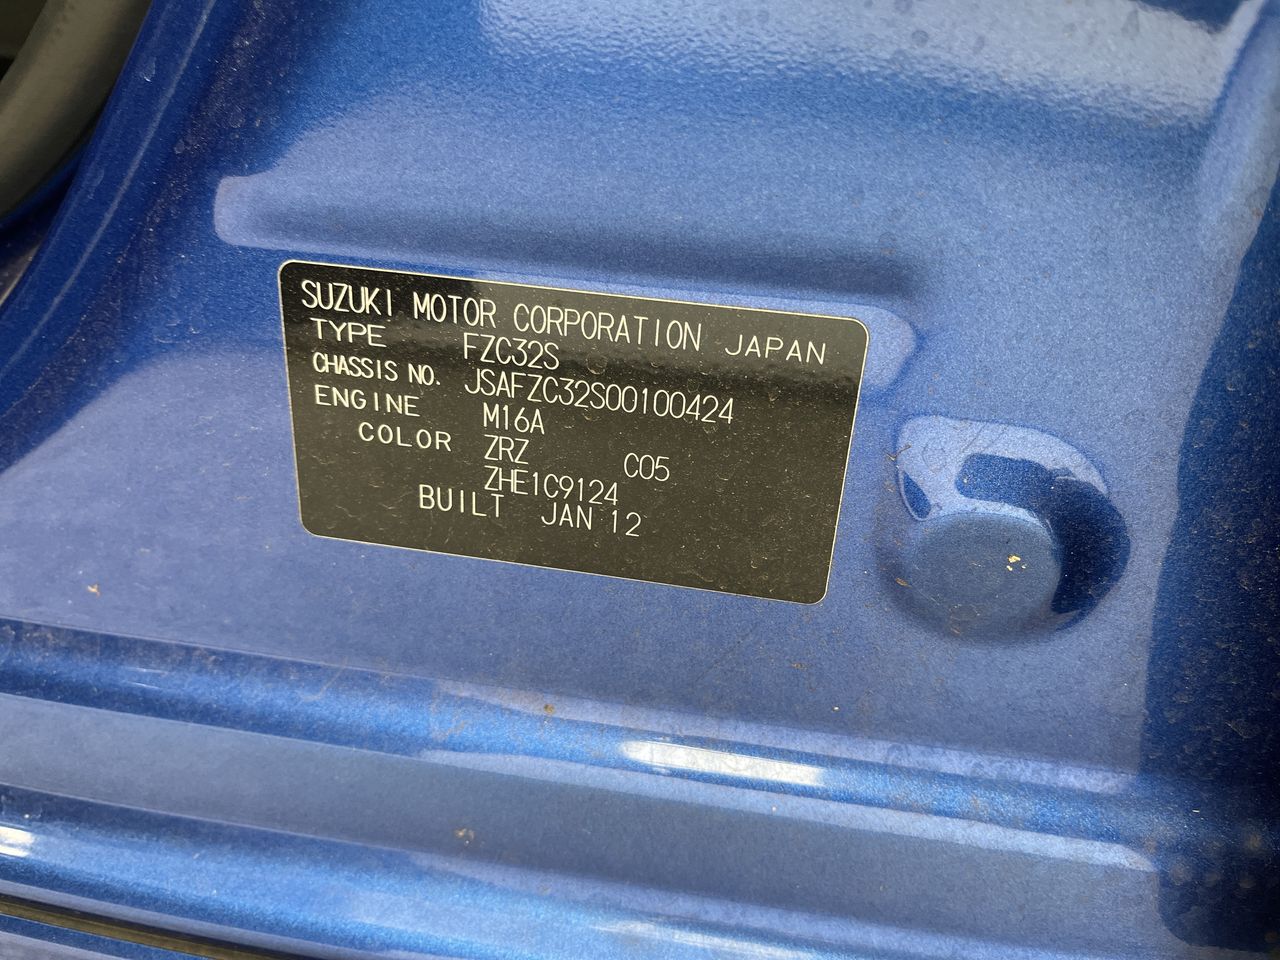 SUZUKI MOTOR CORPORATION JAPAN
TYPE FZC32S
CHASSIS NO. JSAFZC32S00100424
ENGINE M16A
COLOR ZRZ C05
ZHE1C9124
BUILT JAN 12